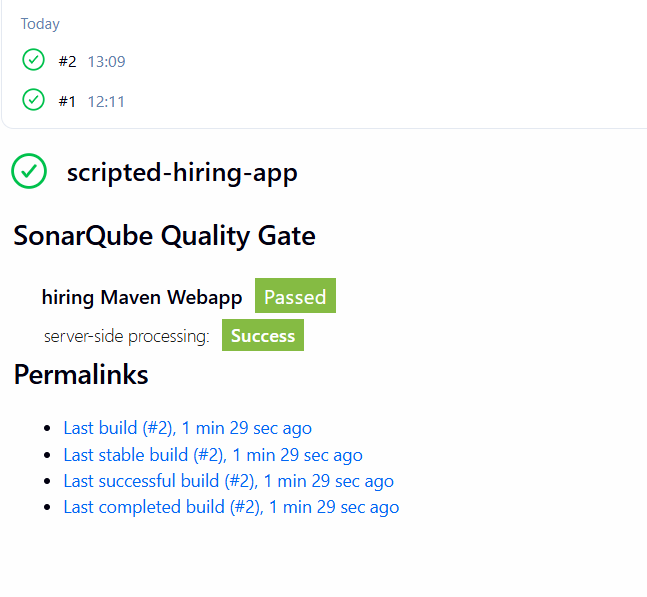 Today
#2 13:09
#1 12:11
scripted-hiring-app
SonarQube Quality Gate
hiring Maven Webapp Passed
server-side processing: Success
Permalinks
Last build (#2), 1 min 29 sec ago
Last stable build (#2), 1 min 29 sec ago
Last successful build (#2), 1 min 29 sec ago
Last completed build (#2), 1 min 29 sec ago